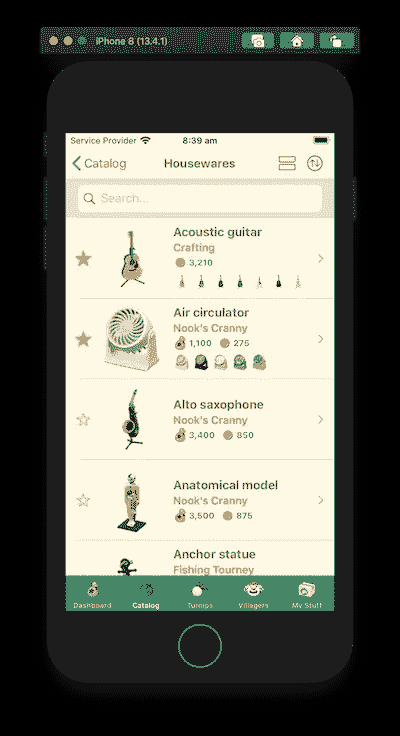 iPhone 8 (13.4.1)
Service Provider 8:39 am
Catalog Housewares
Search...
Acoustic guitar
Crafting
3,210
Air circulator
Nook's Cranny
1,100 275
Alto saxophone
Nook's Cranny
3,400 850
Anatomical model
Nook's Cranny
3,500 875
Anchor statue
Fishing Tourney
Dashboard Catalog Turnips Villagers My Stuff